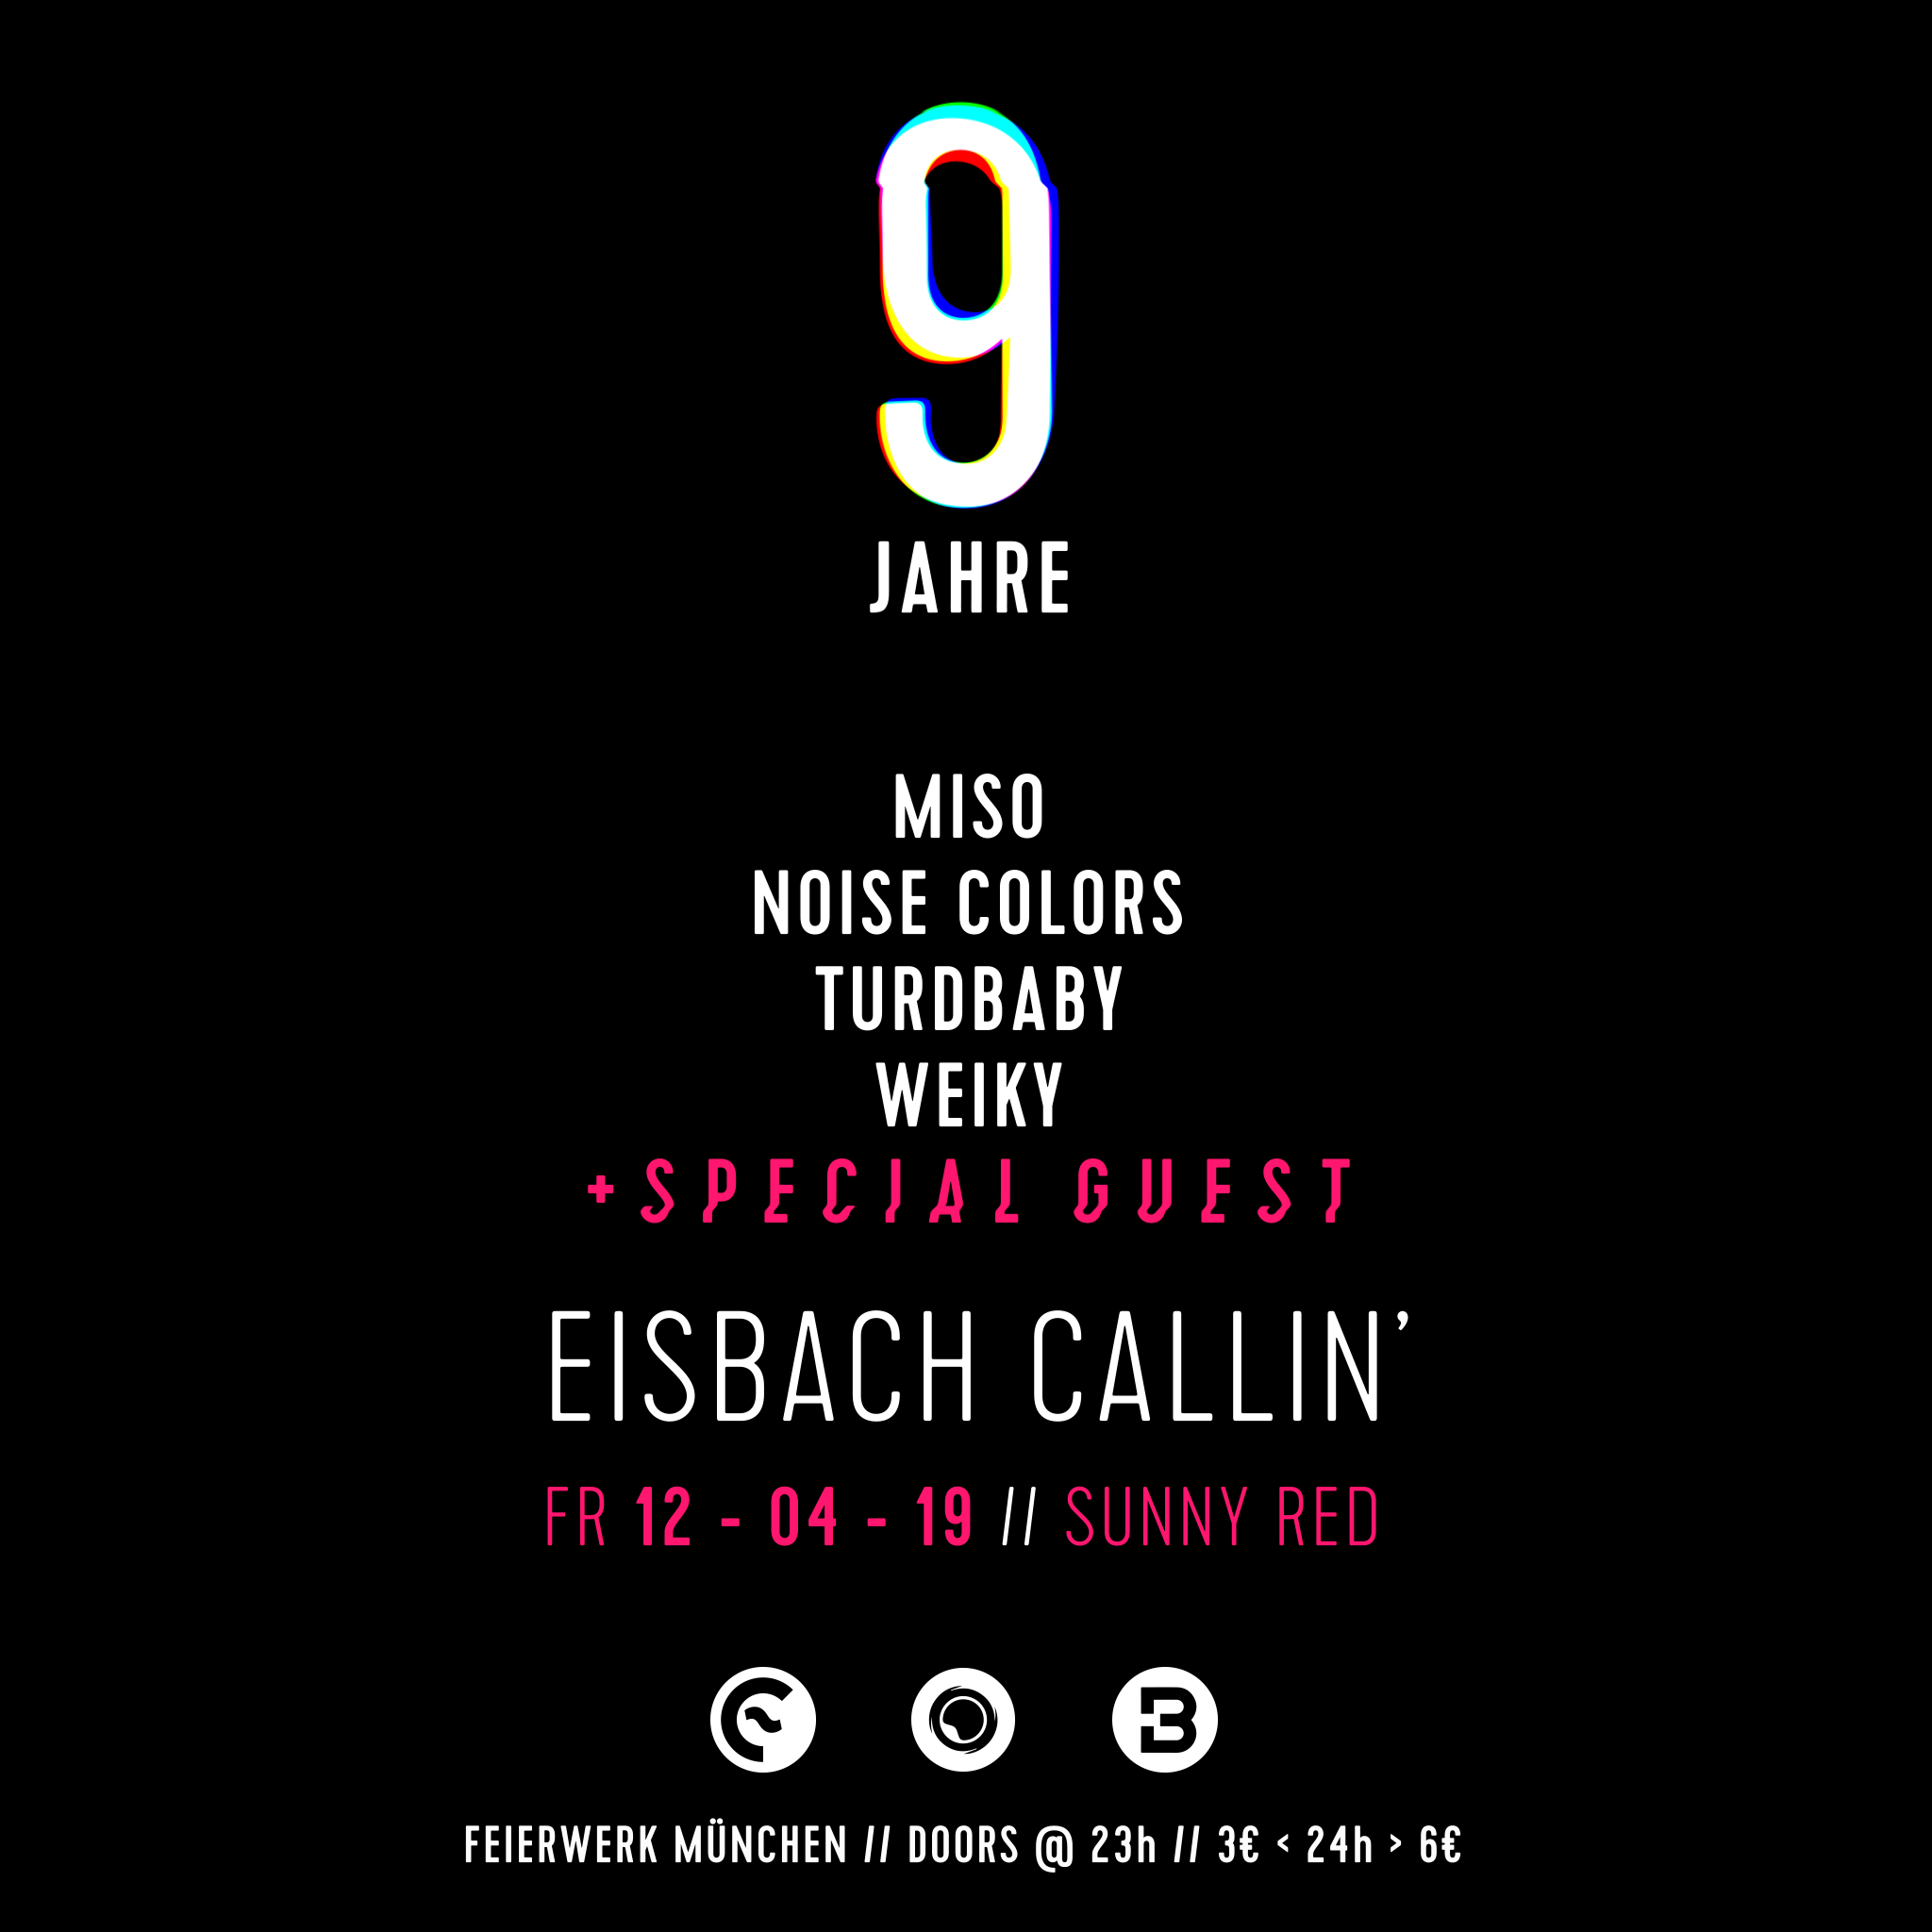 9
JAHRE
MISO
NOISE COLORS
TURDBABY
WEIKY
+ SPECIAL GUEST
EISBACH CALLIN’
FR 12 - 04 - 19 // SUNNY RED
B
FEIERWERK MÜNCHEN // DOORS @ 23h // 3€ < 24h > 6€